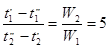 (t₁′ − t₁″) / (t₂″ − t₂′) = W₂ / W₁ = 5